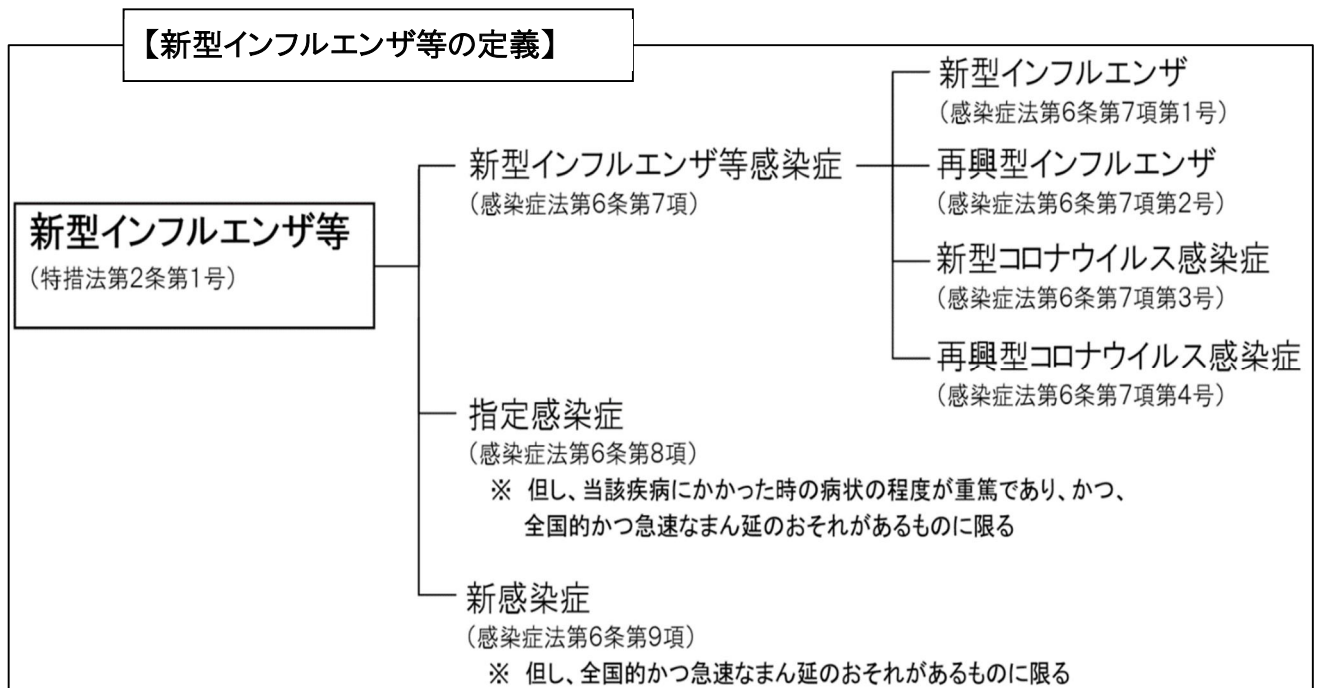 【新型インフルエンザ等の定義】
新型インフルエンザ等
(特措法第2条第1号)
新型インフルエンザ等感染症
(感染症法第6条第7項)
新型インフルエンザ
(感染症法第6条第7項第1号)
再興型インフルエンザ
(感染症法第6条第7項第2号)
新型コロナウイルス感染症
(感染症法第6条第7項第3号)
再興型コロナウイルス感染症
(感染症法第6条第7項第4号)
指定感染症
(感染症法第6条第8項)
※ 但し、当該疾病にかかった時の病状の程度が重篤であり、かつ、
全国的かつ急速なまん延のおそれがあるものに限る
新感染症
(感染症法第6条第9項)
※ 但し、全国的かつ急速なまん延のおそれがあるものに限る